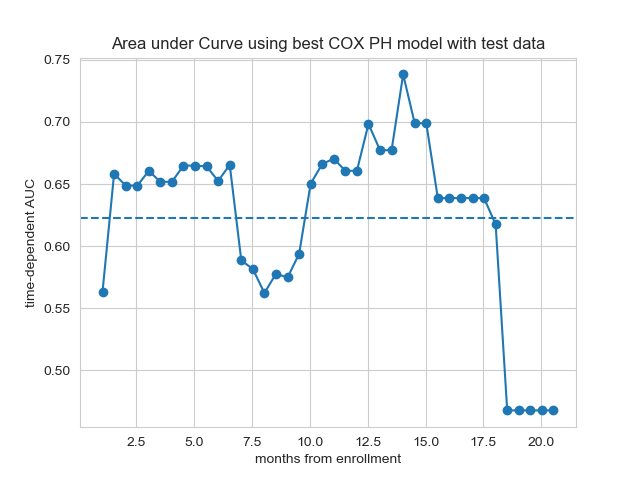 Area under Curve using best COX PH model with test data
time-dependent AUC
0.75
0.70
0.65
0.60
0.55
0.50
2.5 5.0 7.5 10.0 12.5 15.0 17.5 20.0
months from enrollment